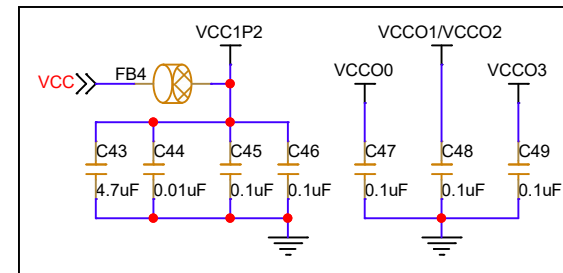 VCC1P2
VCCO1/VCCO2
VCC
FB4
VCCO0
VCCO3
C43
C44
C45
C46
C47
C48
C49
4.7uF
0.01uF
0.1uF
0.1uF
0.1uF
0.1uF
0.1uF